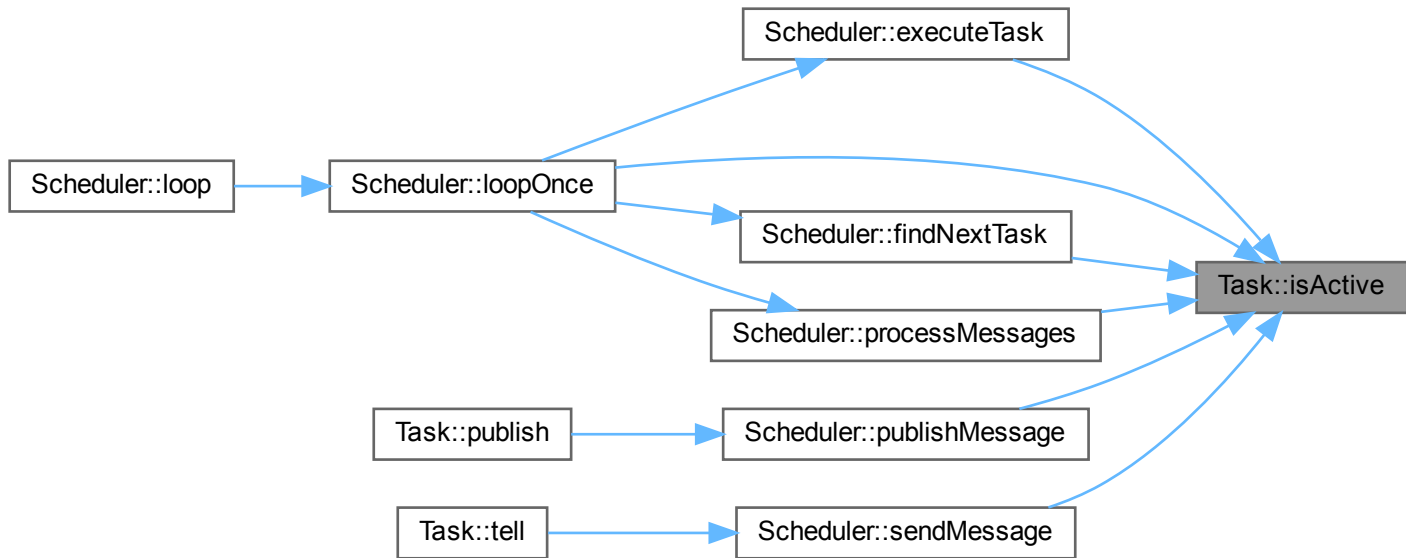 Scheduler::executeTask
Scheduler::loop
Scheduler::loopOnce
Scheduler::findNextTask
Task::isActive
Scheduler::processMessages
Task::publish
Scheduler::publishMessage
Task::tell
Scheduler::sendMessage